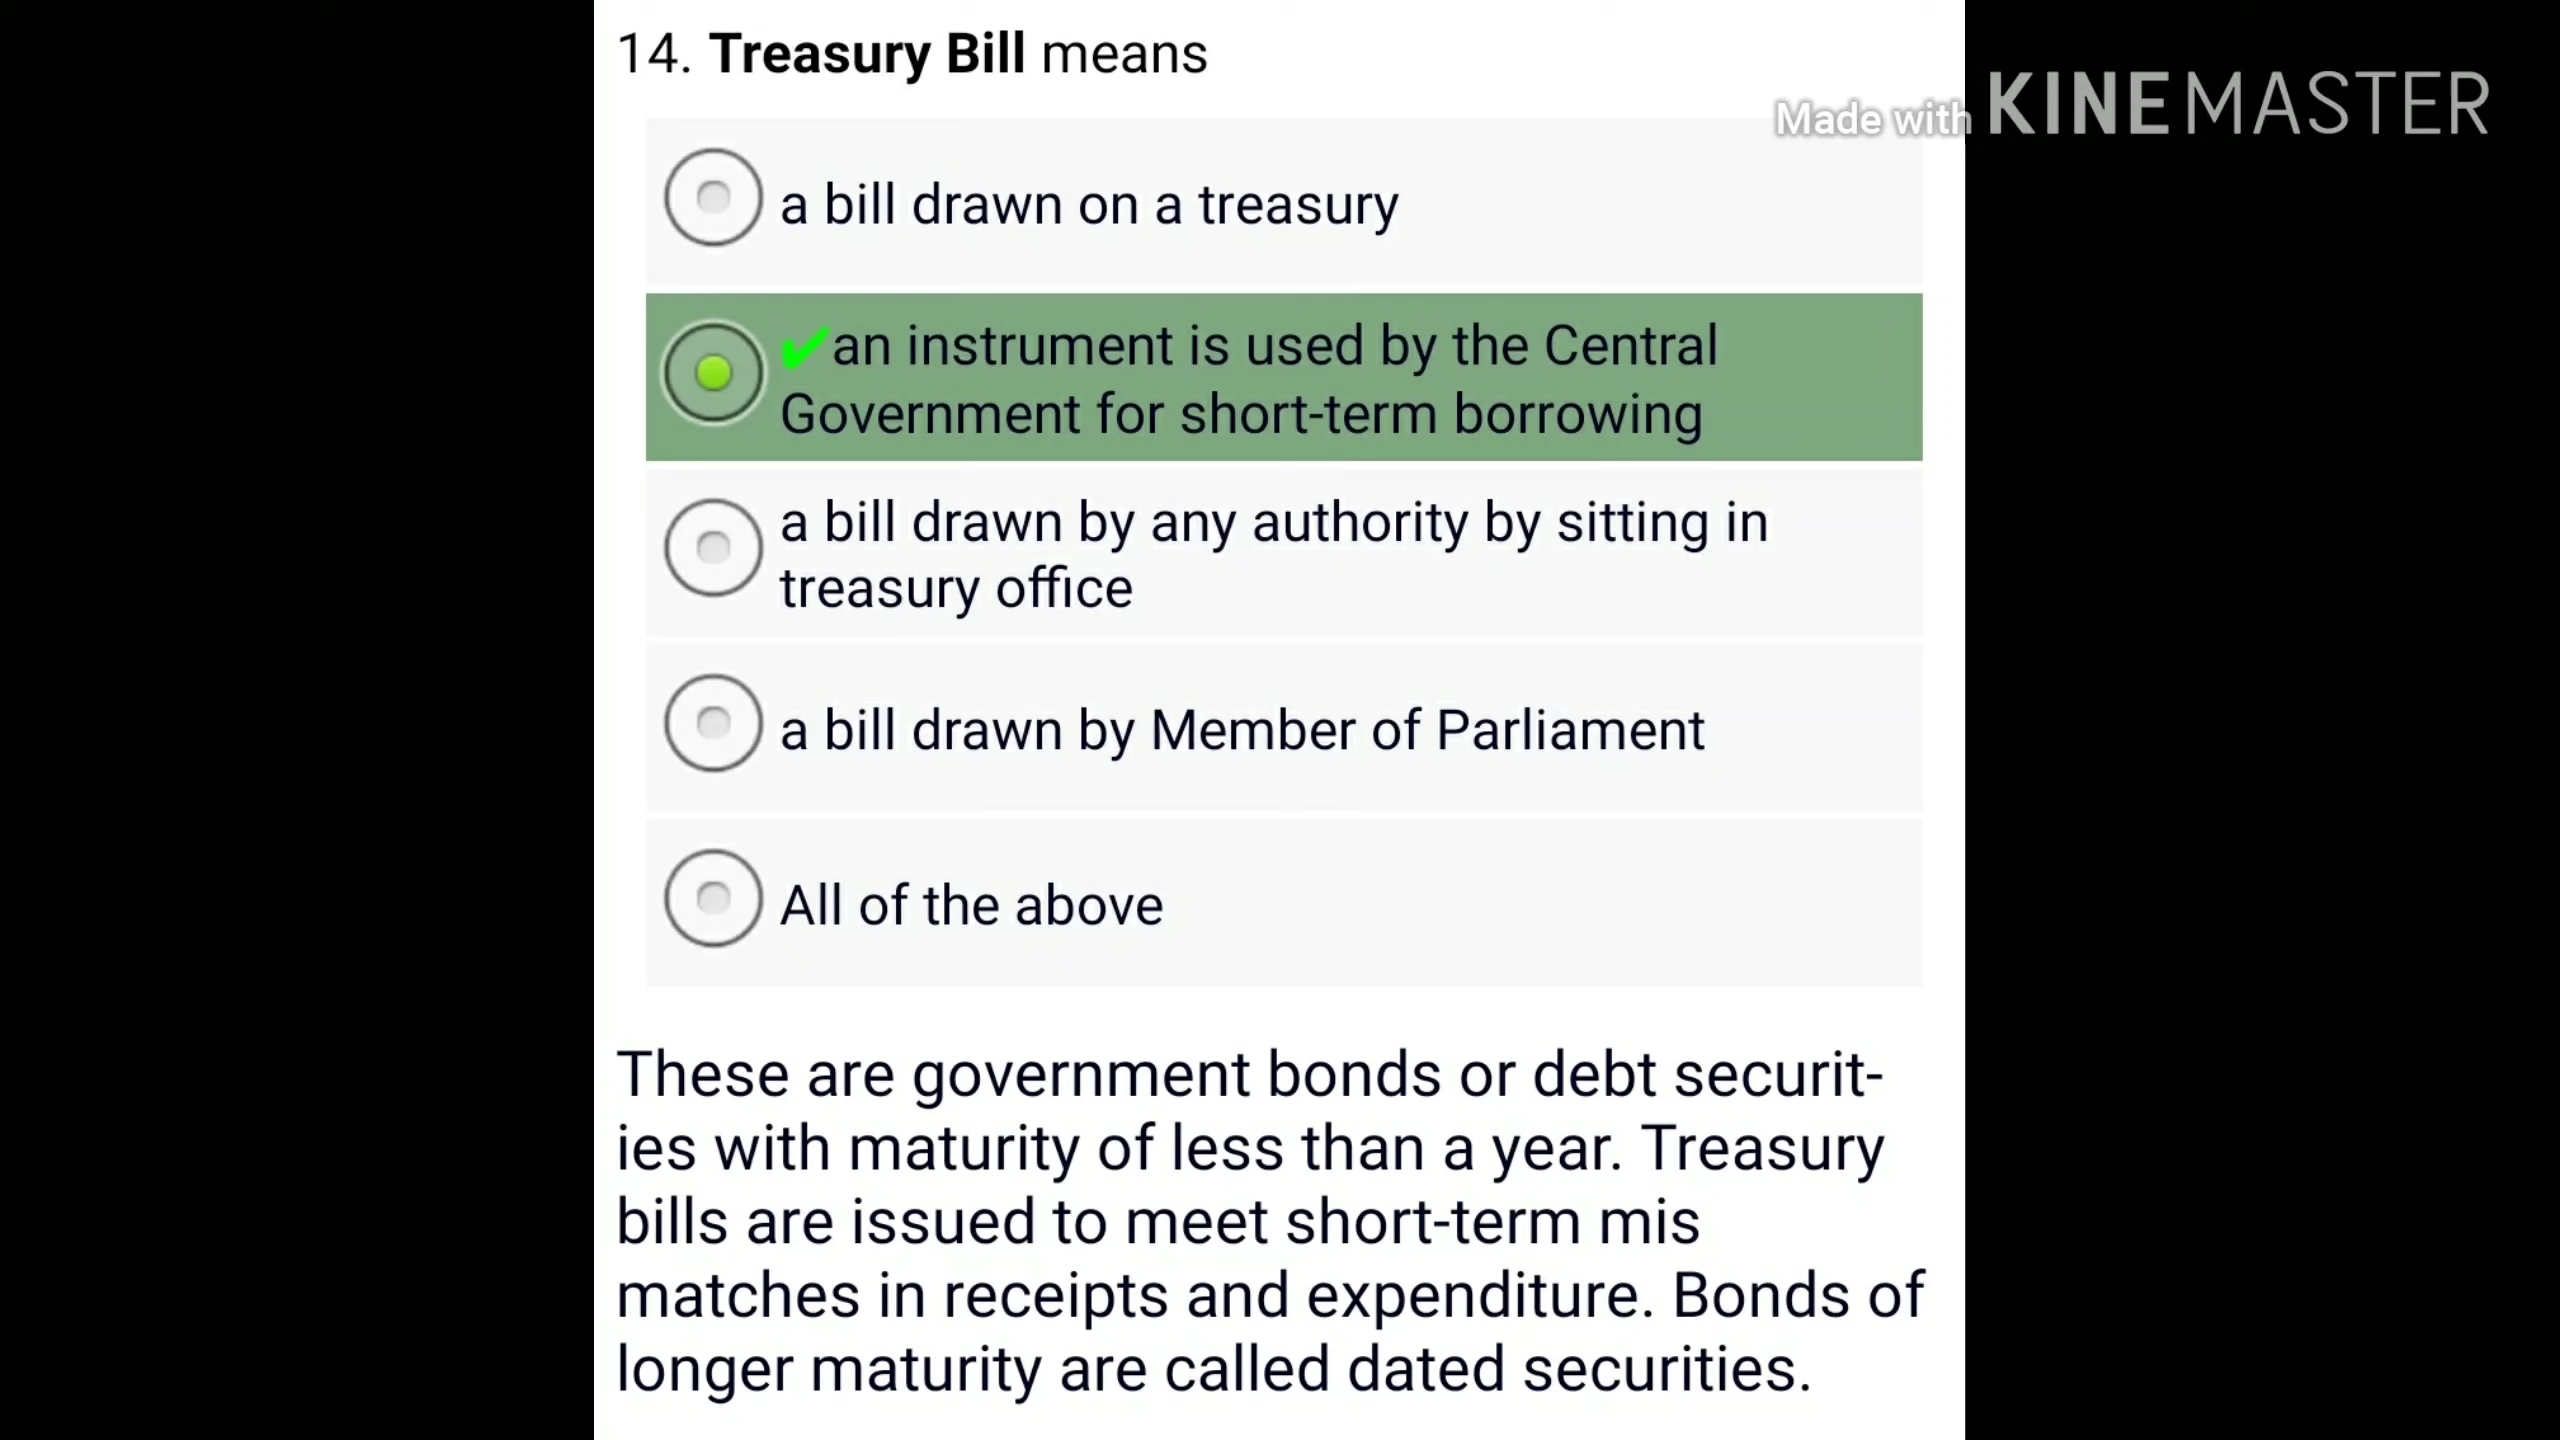 14. Treasury Bill means
Made with KINEMASTER
a bill drawn on a treasury
✔an instrument is used by the Central
Government for short-term borrowing
a bill drawn by any authority by sitting in
treasury office
a bill drawn by Member of Parliament
All of the above
These are government bonds or debt securit-
ies with maturity of less than a year. Treasury
bills are issued to meet short-term mis
matches in receipts and expenditure. Bonds of
longer maturity are called dated securities.